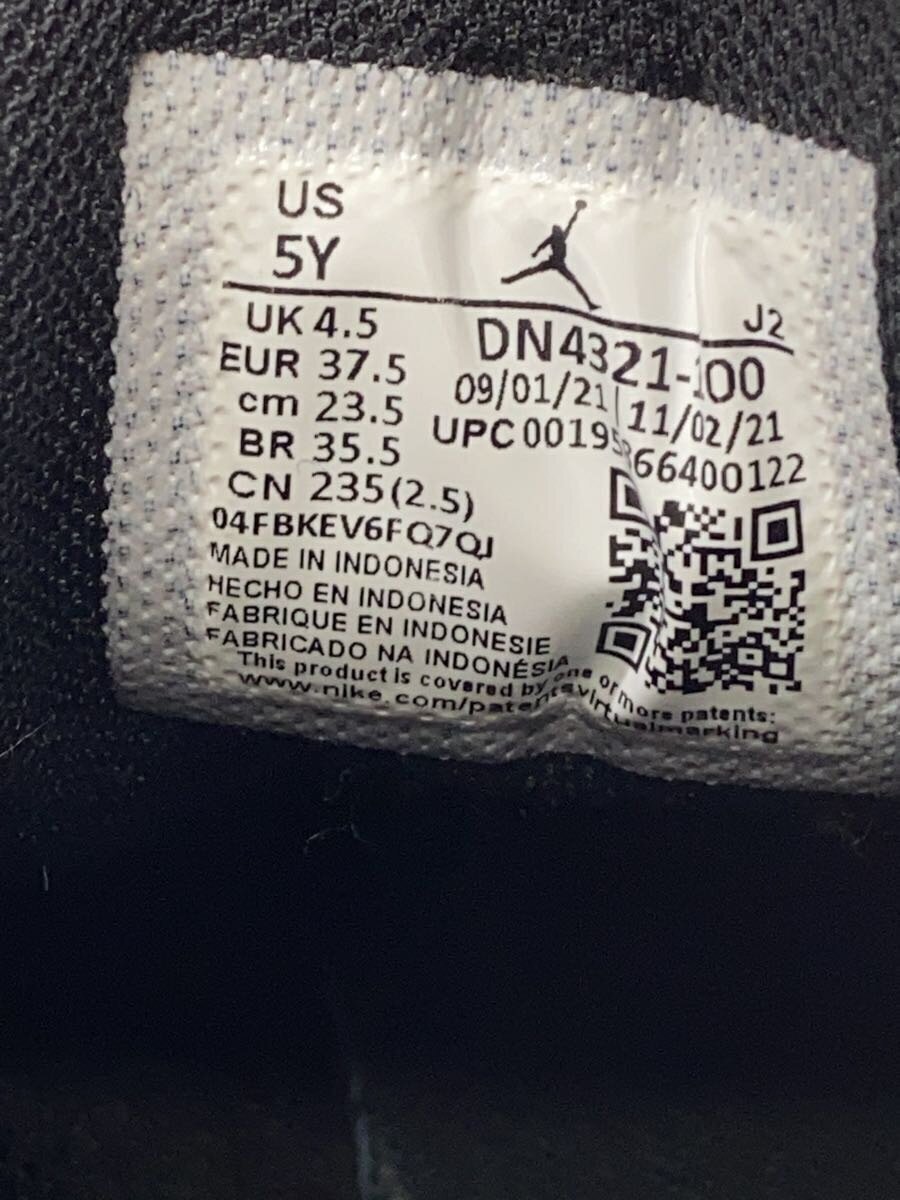 US
5Y
J2
UK 4.5
EUR 37.5
cm 23.5
BR 35.5
CN 235(2.5)
DN4321-100
09/01/21 11/02/21
04FBKEV6FQ7QJ
MADE IN INDONESIA
HECHO EN INDONESIA
FABRIQUE EN INDONESIE
FABRICADO NA INDONÉSIA
This product is covered by one or more patents:
www.nike.com/patentsvirtualmarking